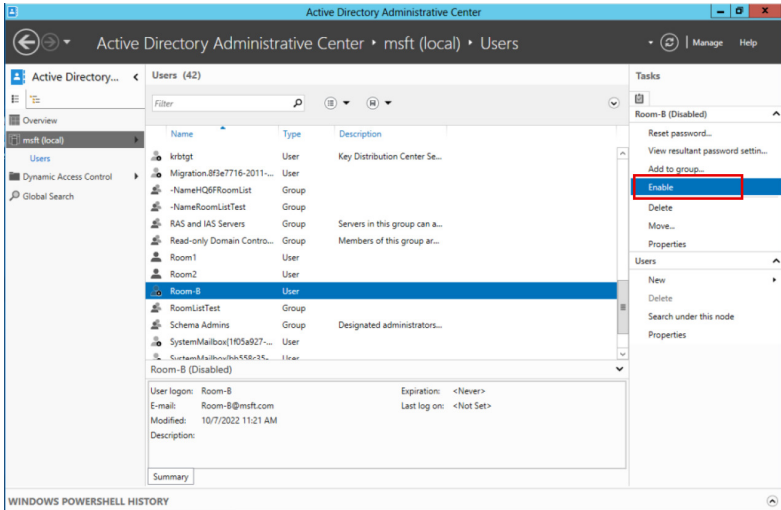 Active Directory Administrative Center
Active Directory Administrative Center • msft (local) • Users
Manage Help
Active Directory...
Overview
msft (local)
Users
Dynamic Access Control
Global Search
Users (42)
Filter
Name Type Description
krbtgt User Key Distribution Center Se...
Migration.8f3e7716-2011-... User
-NameHQ6FRoomList Group
-NameRoomListTest Group
RAS and IAS Servers Group Servers in this group can a...
Read-only Domain Contro... Group Members of this group ar...
Room1 User
Room2 User
Room-B User
RoomListTest Group
Schema Admins Group Designated administrators...
SystemMailbox{1f05a927-... User
SystemMailbox{bb558c35- User
Room-B (Disabled)
User logon: Room-B Expiration: <Never>
E-mail: Room-B@msft.com Last log on: <Not Set>
Modified: 10/7/2022 11:21 AM
Description:
Summary
Tasks
Room-B (Disabled)
Reset password...
View resultant password settin...
Add to group...
Enable
Delete
Move...
Properties
Users
New
Delete
Search under this node
Properties
WINDOWS POWERSHELL HISTORY